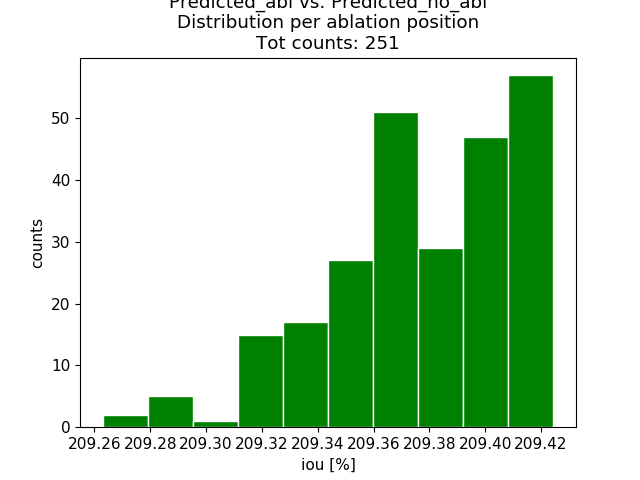 Predicted_abl vs. Predicted_no_abl
Distribution per ablation position
Tot counts: 251
50
40
30
20
10
0
counts
209.26 209.28 209.30 209.32 209.34 209.36 209.38 209.40 209.42
iou [%]